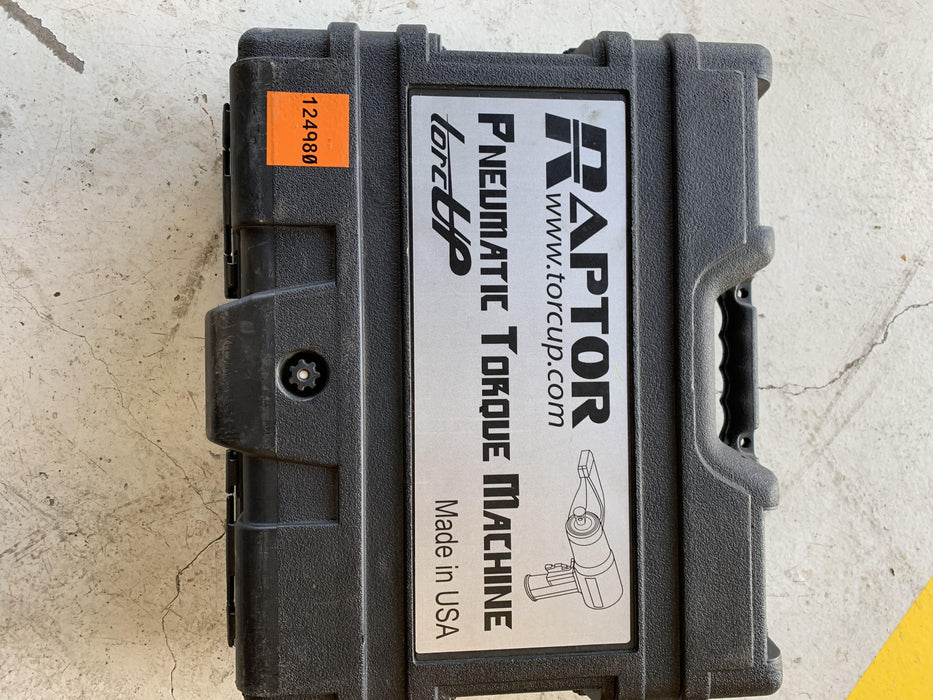 RAPTOR
www.torcup.com
PNEUMATIC TORQUE MACHINE
torcUP
Made in USA
124980